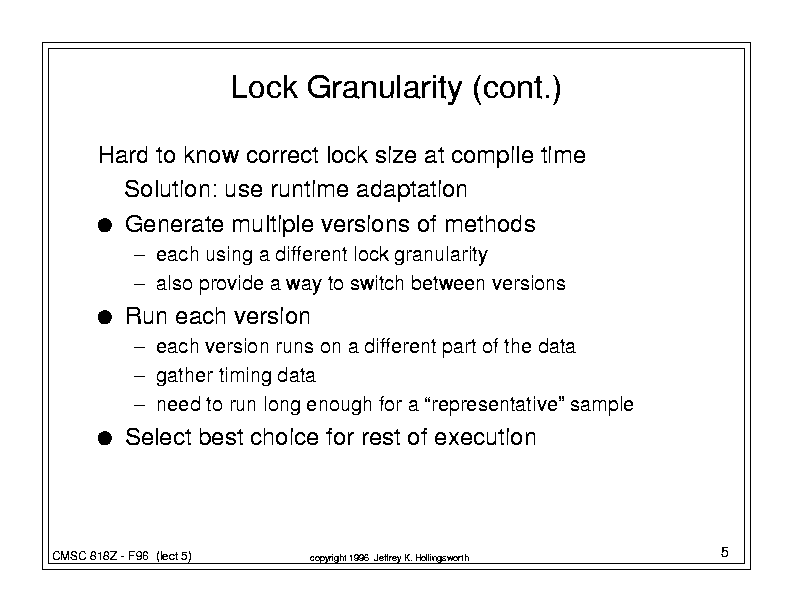 Lock Granularity (cont.)
Hard to know correct lock size at compile time
Solution: use runtime adaptation
● Generate multiple versions of methods
– each using a different lock granularity
– also provide a way to switch between versions
● Run each version
– each version runs on a different part of the data
– gather timing data
– need to run long enough for a “representative” sample
● Select best choice for rest of execution
CMSC 818Z - F96 (lect 5)
copyright 1996 Jeffrey K. Hollingsworth
5